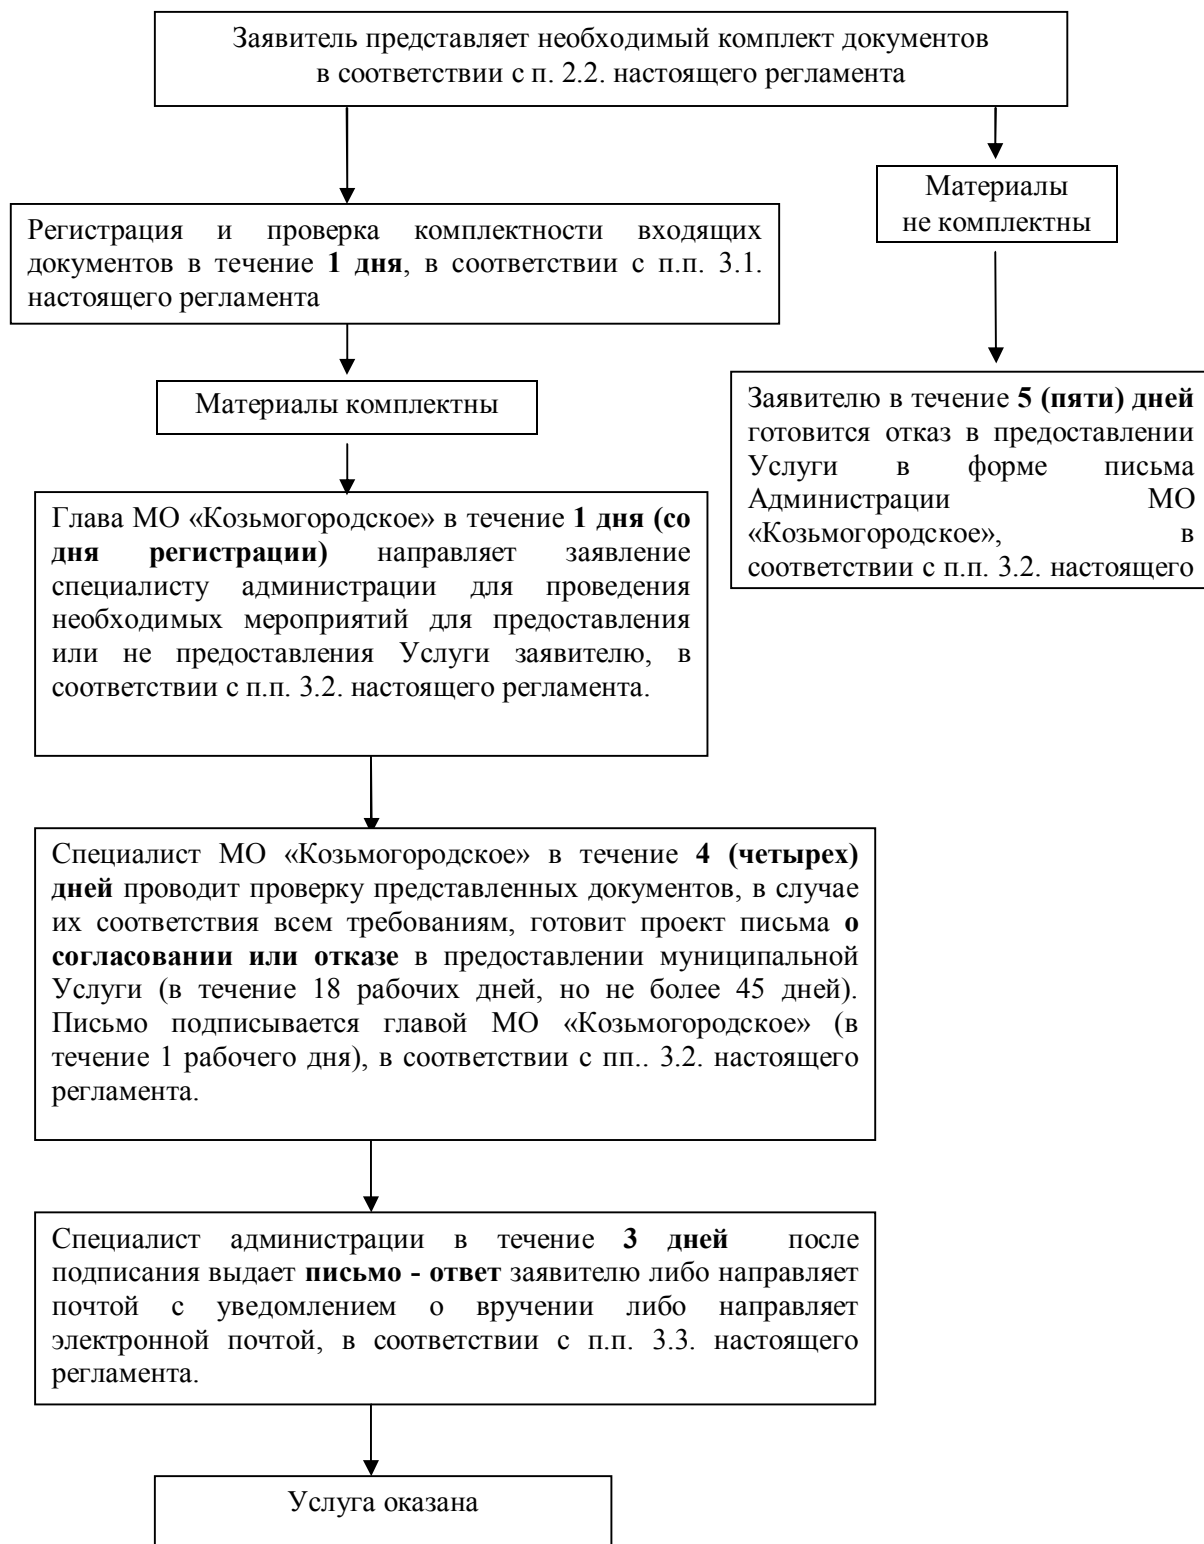 Заявитель представляет необходимый комплект документов
в соответствии с п. 2.2. настоящего регламента
Материалы
не комплектны
Регистрация и проверка комплектности входящих
документов в течение 1 дня, в соответствии с п.п. 3.1.
настоящего регламента
Материалы комплектны
Заявителю в течение 5 (пяти) дней
готовится отказ в предоставлении
Услуги в форме письма
Администрации МО
«Козьмогородское», в
соответствии с п.п. 3.2. настоящего
Глава МО «Козьмогородское» в течение 1 дня (со
дня регистрации) направляет заявление
специалисту администрации для проведения
необходимых мероприятий для предоставления
или не предоставления Услуги заявителю, в
соответствии с п.п. 3.2. настоящего регламента.
Специалист МО «Козьмогородское» в течение 4 (четырех)
дней проводит проверку представленных документов, в случае
их соответствия всем требованиям, готовит проект письма о
согласовании или отказе в предоставлении муниципальной
Услуги (в течение 18 рабочих дней, но не более 45 дней).
Письмо подписывается главой МО «Козьмогородское» (в
течение 1 рабочего дня), в соответствии с пп.. 3.2. настоящего
регламента.
Специалист администрации в течение 3 дней после
подписания выдает письмо - ответ заявителю либо направляет
почтой с уведомлением о вручении либо направляет
электронной почтой, в соответствии с п.п. 3.3. настоящего
регламента.
Услуга оказана